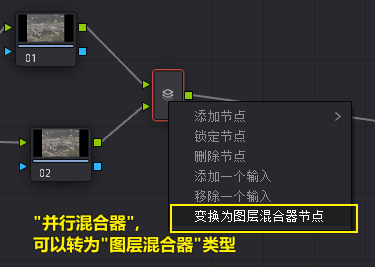 01
02
添加节点
锁定节点
删除节点
添加一个输入
移除一个输入
变换为图层混合器节点
"并行混合器",
可以转为"图层混合器"类型